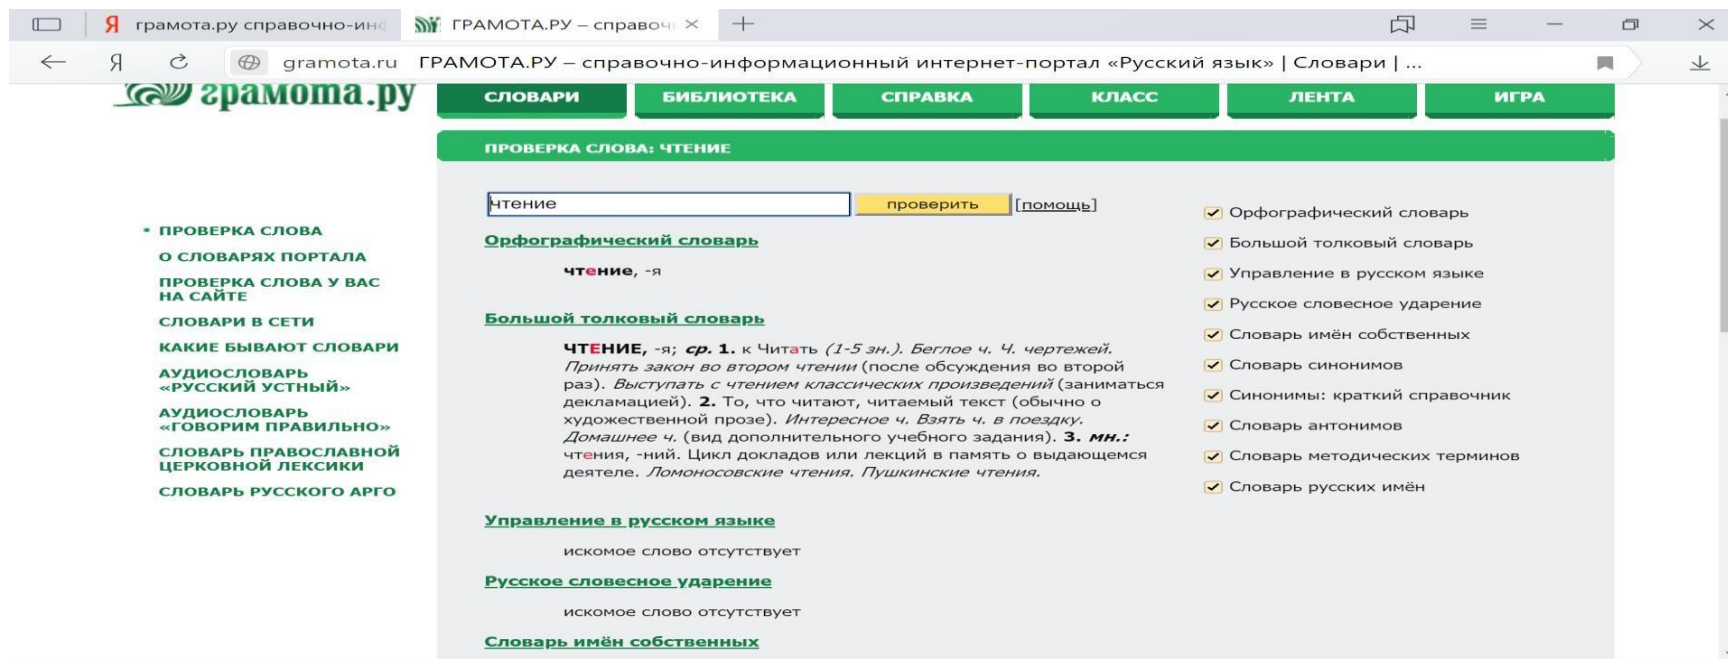 Я грамота.ру справочно-инф
ГРАМОТА.РУ – справоч
Я
gramota.ru ГРАМОТА.РУ – справочно-информационный интернет-портал «Русский язык» | Словари | ...
грамота.ру
СЛОВАРИ
БИБЛИОТЕКА
СПРАВКА
КЛАСС
ЛЕНТА
ИГРА
ПРОВЕРКА СЛОВА: ЧТЕНИЕ
• ПРОВЕРКА СЛОВА
О СЛОВАРЯХ ПОРТАЛА
ПРОВЕРКА СЛОВА У ВАС
НА САЙТЕ
СЛОВАРИ В СЕТИ
КАКИЕ БЫВАЮТ СЛОВАРИ
АУДИОСЛОВАРЬ
«РУССКИЙ УСТНЫЙ»
АУДИОСЛОВАРЬ
«ГОВОРИМ ПРАВИЛЬНО»
СЛОВАРЬ ПРАВОСЛАВНОЙ
ЦЕРКОВНОЙ ЛЕКСИКИ
СЛОВАРЬ РУССКОГО АРГО
чтение
проверить
[помощь]
Орфографический словарь
чтение, -я
Большой толковый словарь
ЧТЕНИЕ, -я; ср. 1. к Читать (1-5 зн.). Беглое ч. Ч. чертежей.
Принять закон во втором чтении (после обсуждения во второй
раз). Выступать с чтением классических произведений (заниматься
декламацией). 2. То, что читают, читаемый текст (обычно о
художественной прозе). Интересное ч. Взять ч. в поездку.
Домашнее ч. (вид дополнительного учебного задания). 3. мн.:
чтения, -ний. Цикл докладов или лекций в память о выдающемся
деятеле. Ломоносовские чтения. Пушкинские чтения.
Управление в русском языке
искомое слово отсутствует
Русское словесное ударение
искомое слово отсутствует
Словарь имён собственных
Орфографический словарь
Большой толковый словарь
Управление в русском языке
Русское словесное ударение
Словарь имён собственных
Словарь синонимов
Синонимы: краткий справочник
Словарь антонимов
Словарь методических терминов
Словарь русских имён